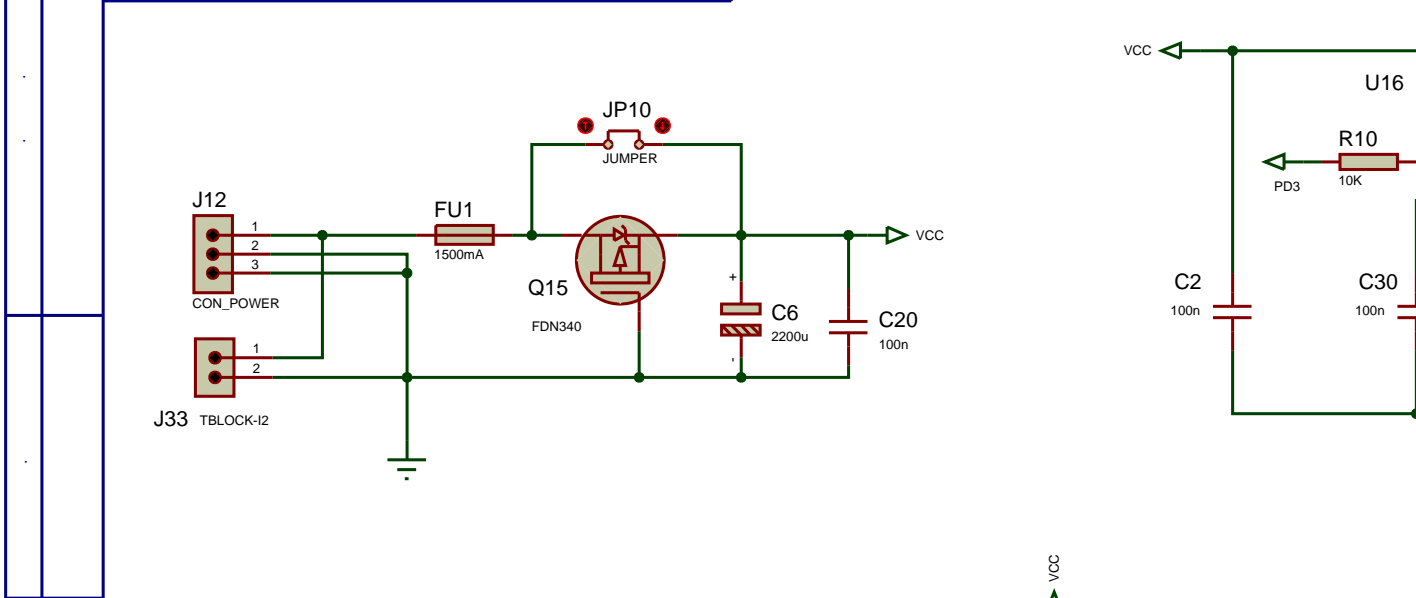 JP10
JUMPER
J12
1
2
3
CON_POWER
FU1
1500mA
Q15
FDN340
VCC
+
C6
2200u
-
C20
100n
1
2
J33 TBLOCK-I2
VCC
U16
R10
10K
PD3
C2
100n
C30
100n
VCC